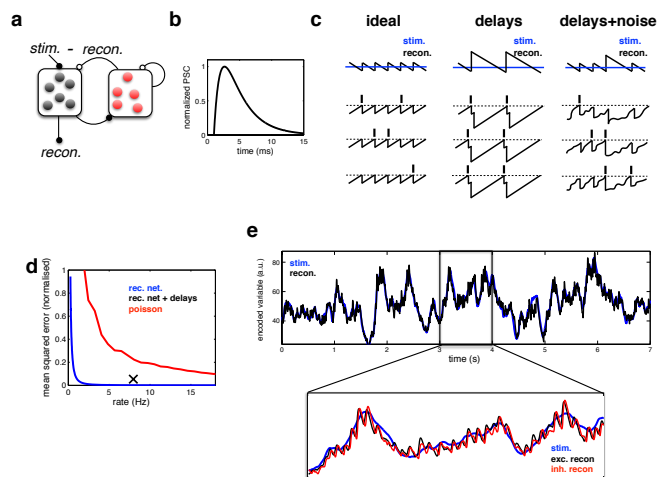 a
stim. - recon.
recon.
b
normalized PSC
1
0.5
0
0 5 10 15
time (ms)
c
ideal delays delays+noise
stim.
recon.
stim.
recon.
stim.
recon.
d
mean squared error (normalised)
1
0.8
0.6
0.4
0.2
0
0 5 10 15
rate (Hz)
rec. net.
rec. net + delays
poisson
e
stim.
recon.
encoded variable (a.u.)
80
60
40
0 1 2 3 4 5 6 7
time (s)
stim.
exc. recon
inh. recon